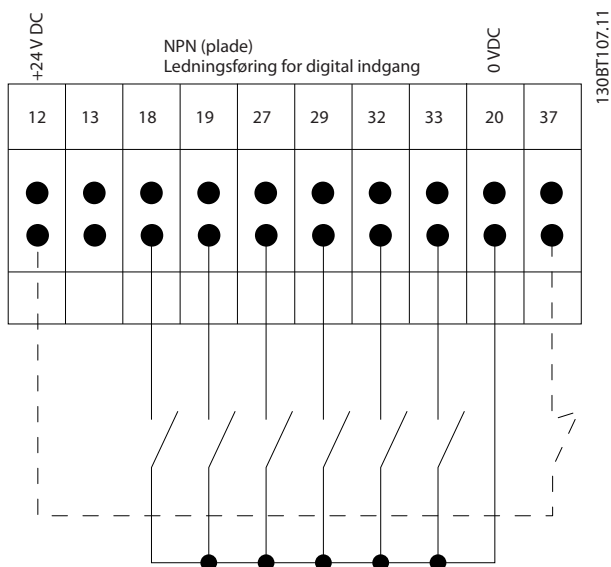 +24 V DC
NPN (plade)
Ledningsføring for digital indgang
0 VDC
130BT107.11
12 13 18 19 27 29 32 33 20 37